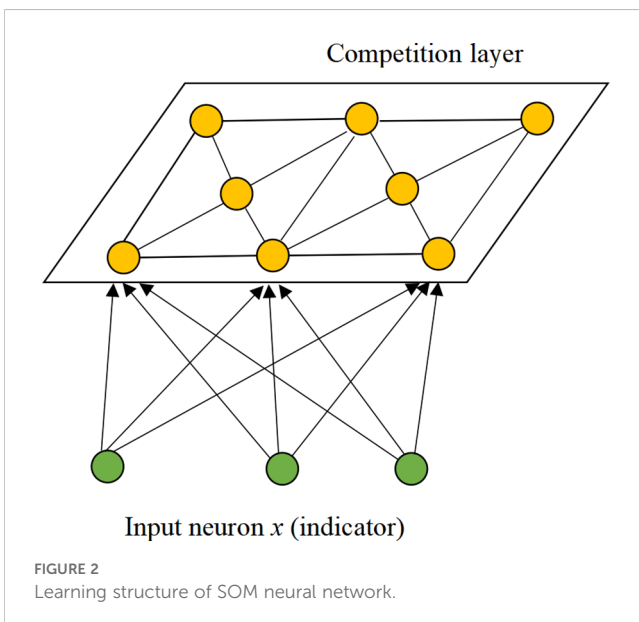 Competition layer
Input neuron x (indicator)
FIGURE 2
Learning structure of SOM neural network.